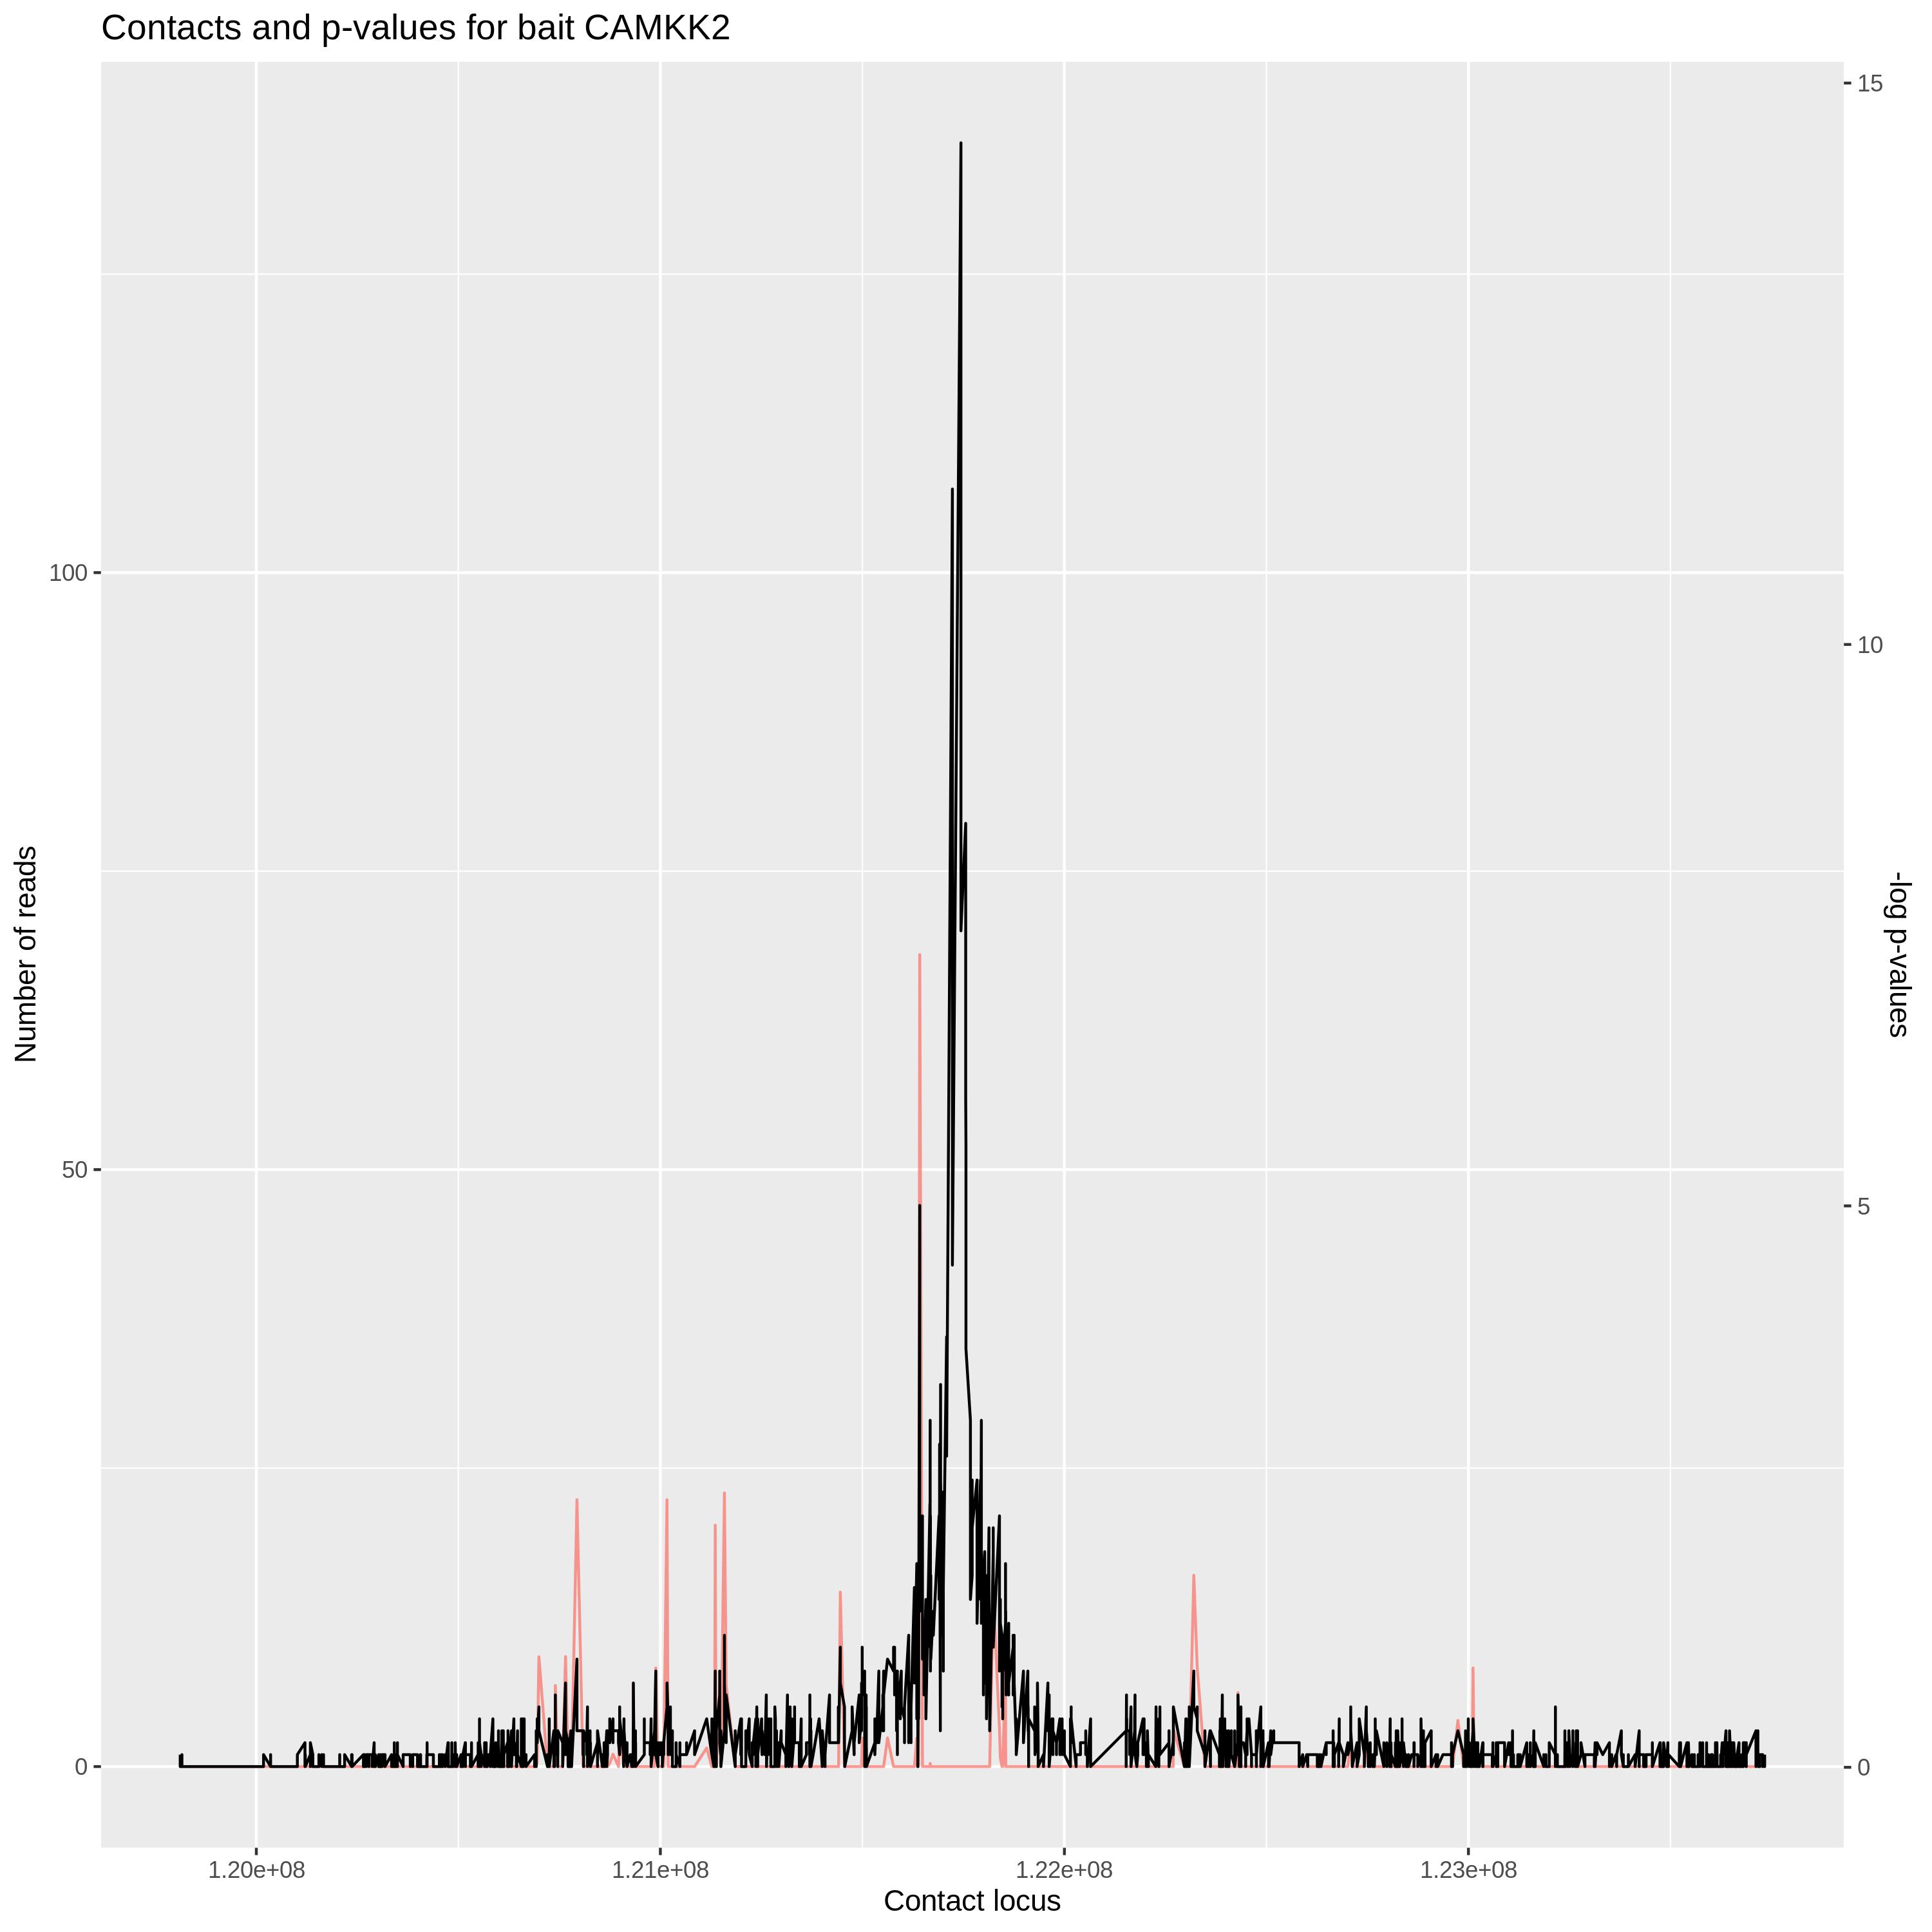 Contacts and p-values for bait CAMKK2
15
100
10
Number of reads
-log p-values
50
5
0
0
1.20e+08
1.21e+08
1.22e+08
1.23e+08
Contact locus